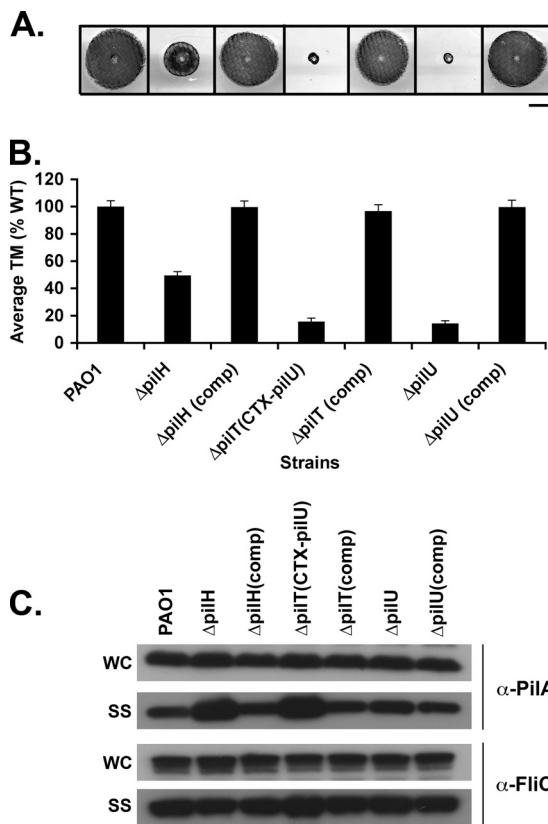 A.
B.
Average TM (% WT)
120
100
80
60
40
20
0
PAO1
ΔpilH
ΔpilH (comp)
ΔpilT(CTX-pilU)
ΔpilT (comp)
ΔpilU
ΔpilU (comp)
Strains
C.
PAO1
ΔpilH
ΔpilH(comp)
ΔpilT(CTX-pilU)
ΔpilT(comp)
ΔpilU
ΔpilU(comp)
WC
SS
α-PilA
WC
SS
α-FliC